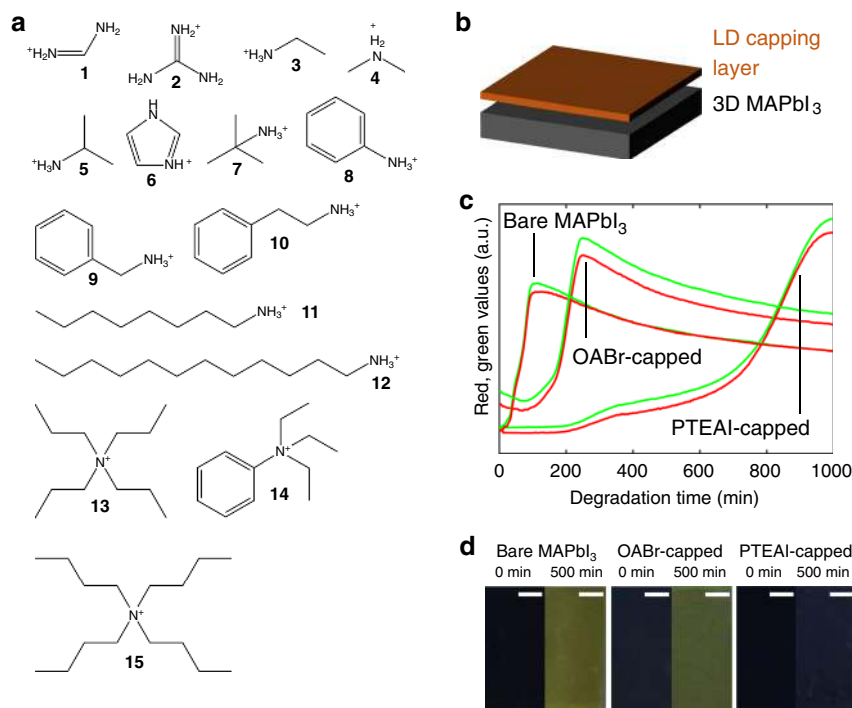 a
NH₂
⁺H₂N
1
NH₂⁺
H₂N
NH₂
2
⁺H₃N
3
+
H₂
N
4
⁺H₃N
5
H
N
NH⁺
6
NH₃⁺
7
NH₃⁺
8
NH₃⁺
9
NH₃⁺
10
NH₃⁺
11
NH₃⁺
12
N⁺
13
N⁺
14
N⁺
15
b
LD capping
layer
3D MAPbI₃
c
Red, green values (a.u.)
Bare MAPbI₃
OABr-capped
PTEAI-capped
0 200 400 600 800 1000
Degradation time (min)
d
Bare MAPbI₃ OABr-capped PTEAI-capped
0 min 500 min 0 min 500 min 0 min 500 min